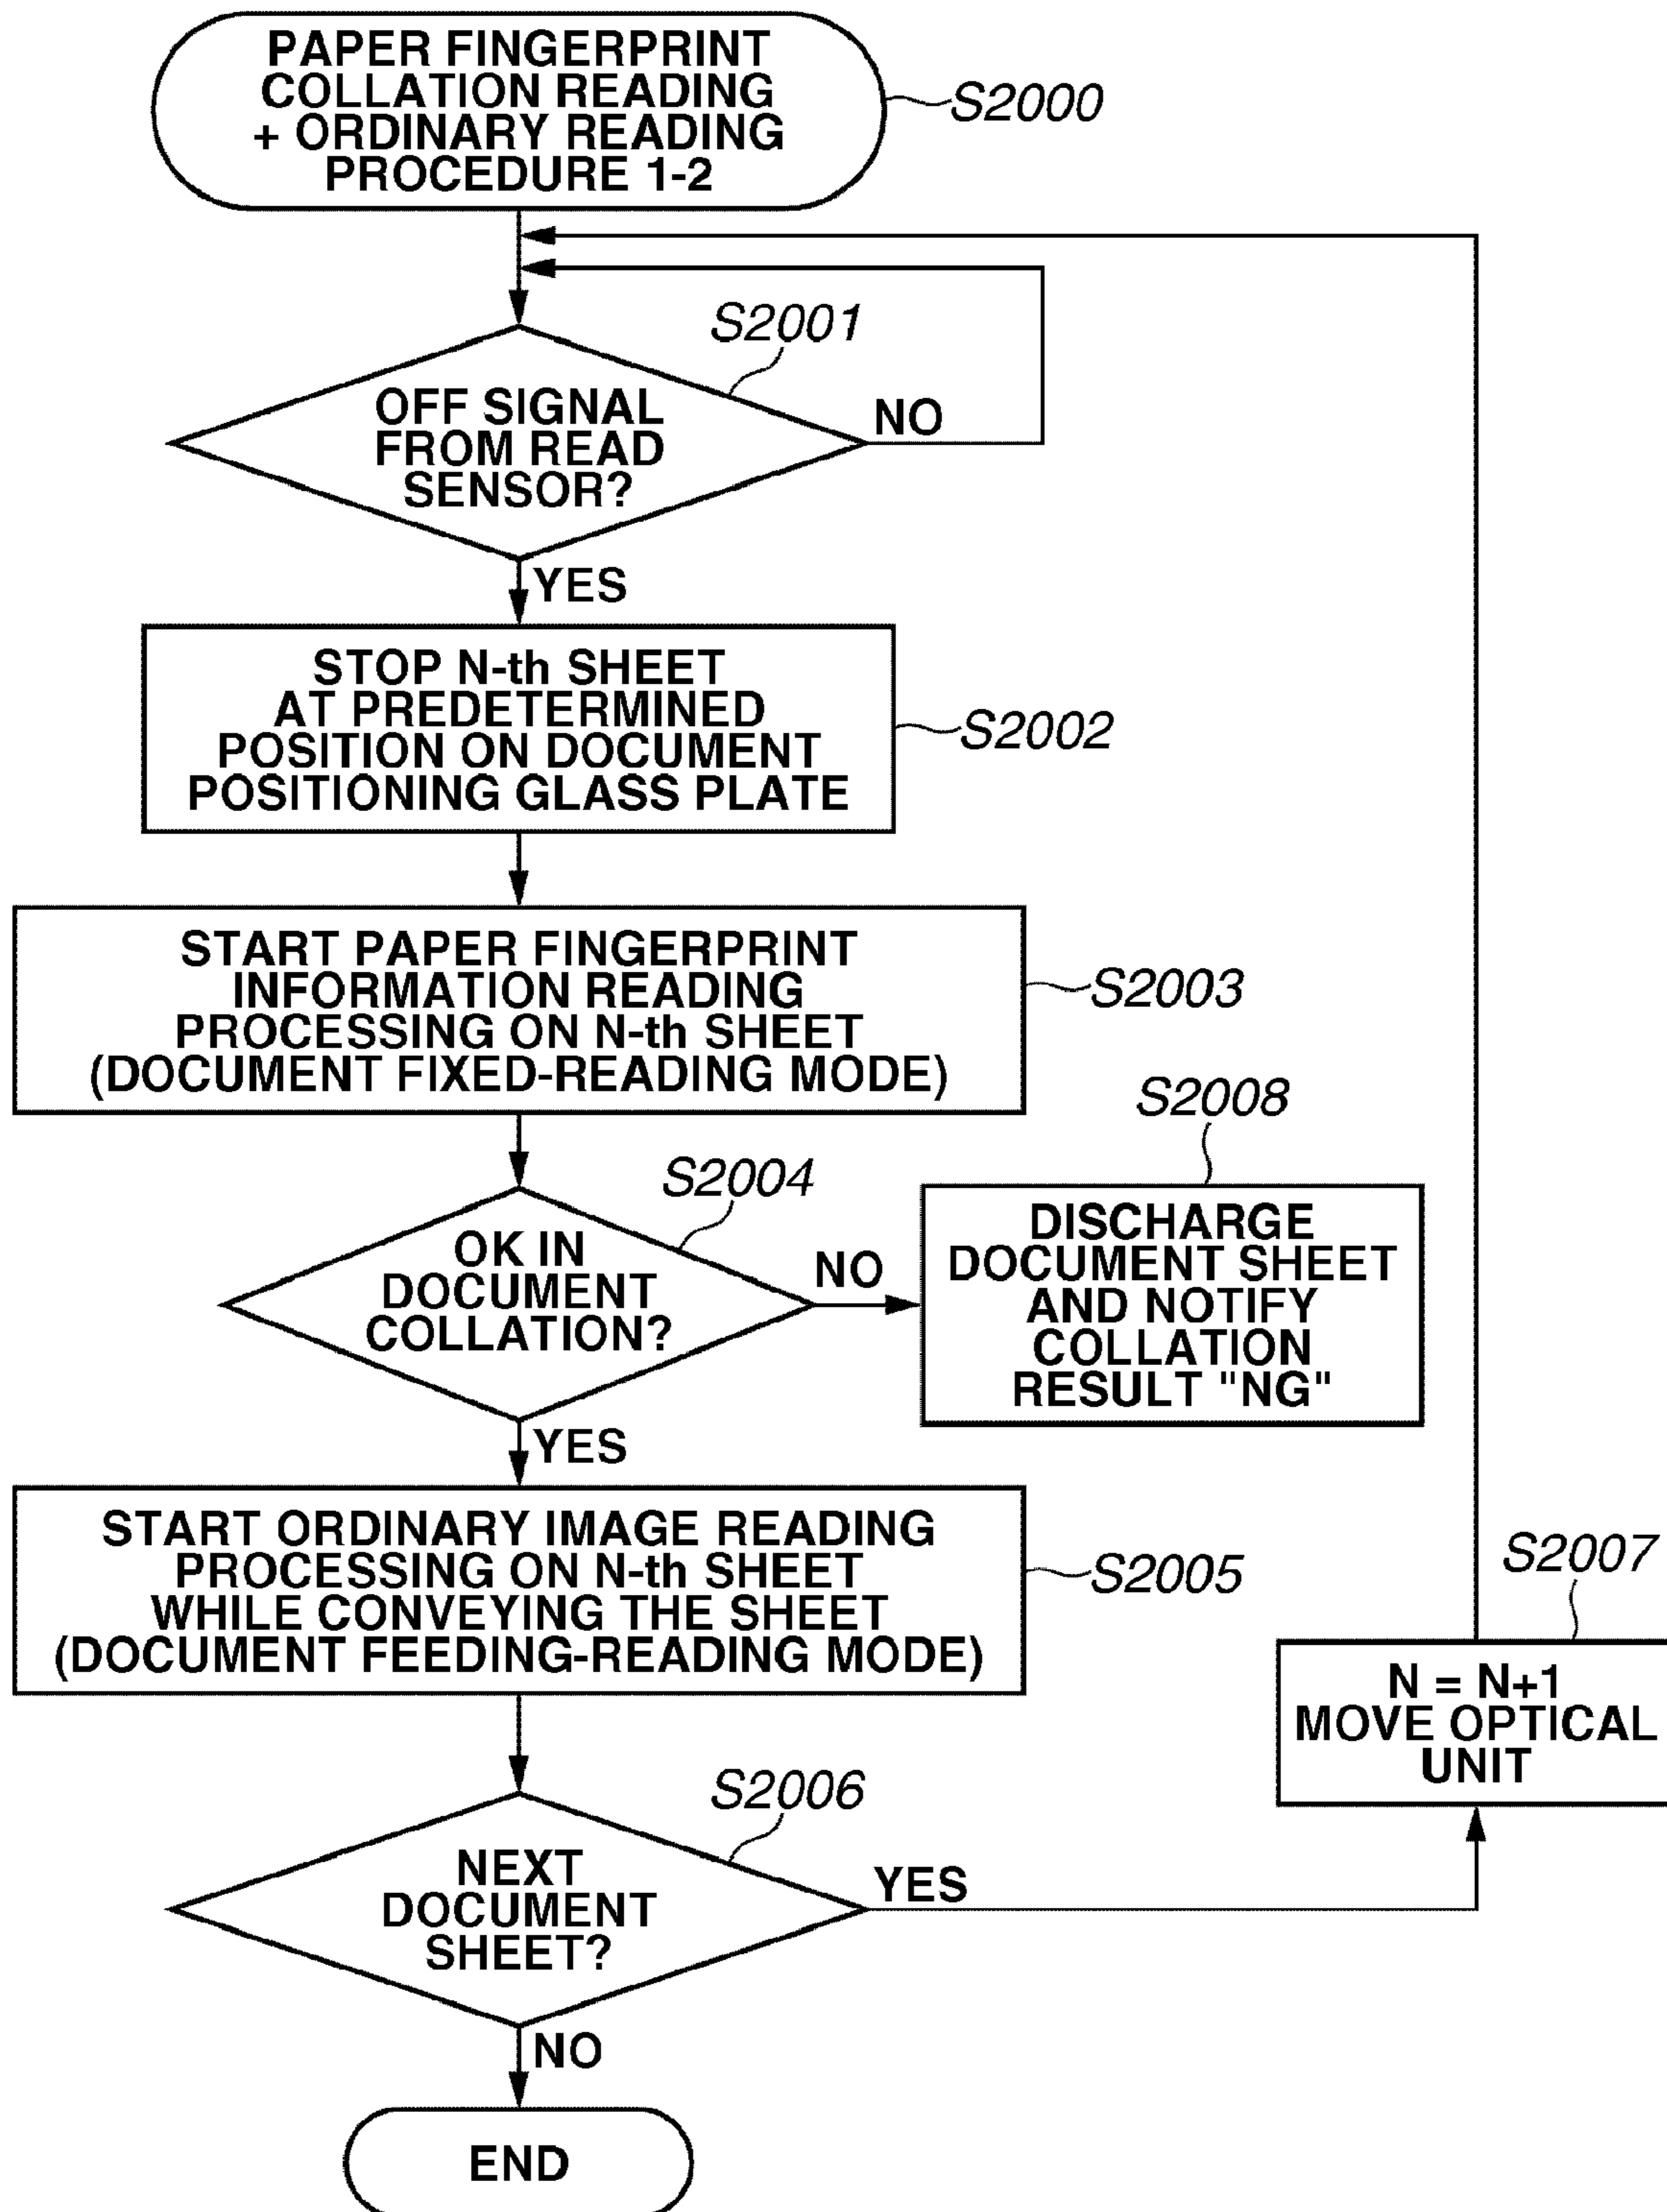 PAPER FINGERPRINT
COLLATION READING
+ ORDINARY READING
PROCEDURE 1-2
S2000
S2001
OFF SIGNAL
FROM READ
SENSOR?
NO
YES
STOP N-th SHEET
AT PREDETERMINED
POSITION ON DOCUMENT
POSITIONING GLASS PLATE
S2002
START PAPER FINGERPRINT
INFORMATION READING
PROCESSING ON N-th SHEET
(DOCUMENT FIXED-READING MODE)
S2003
S2004
OK IN
DOCUMENT
COLLATION?
NO
S2008
DISCHARGE
DOCUMENT SHEET
AND NOTIFY
COLLATION
RESULT "NG"
YES
START ORDINARY IMAGE READING
PROCESSING ON N-th SHEET
WHILE CONVEYING THE SHEET
(DOCUMENT FEEDING-READING MODE)
S2005
S2007
N = N+1
MOVE OPTICAL
UNIT
S2006
NEXT
DOCUMENT
SHEET?
YES
NO
END